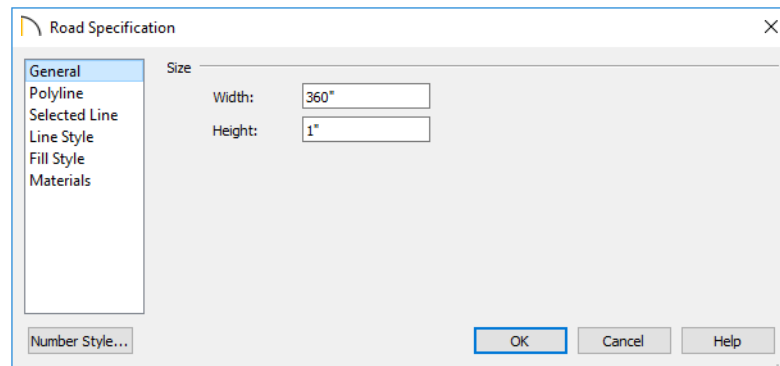 Road Specification
General
Polyline
Selected Line
Line Style
Fill Style
Materials
Size
Width: 360"
Height: 1"
Number Style...
OK Cancel Help